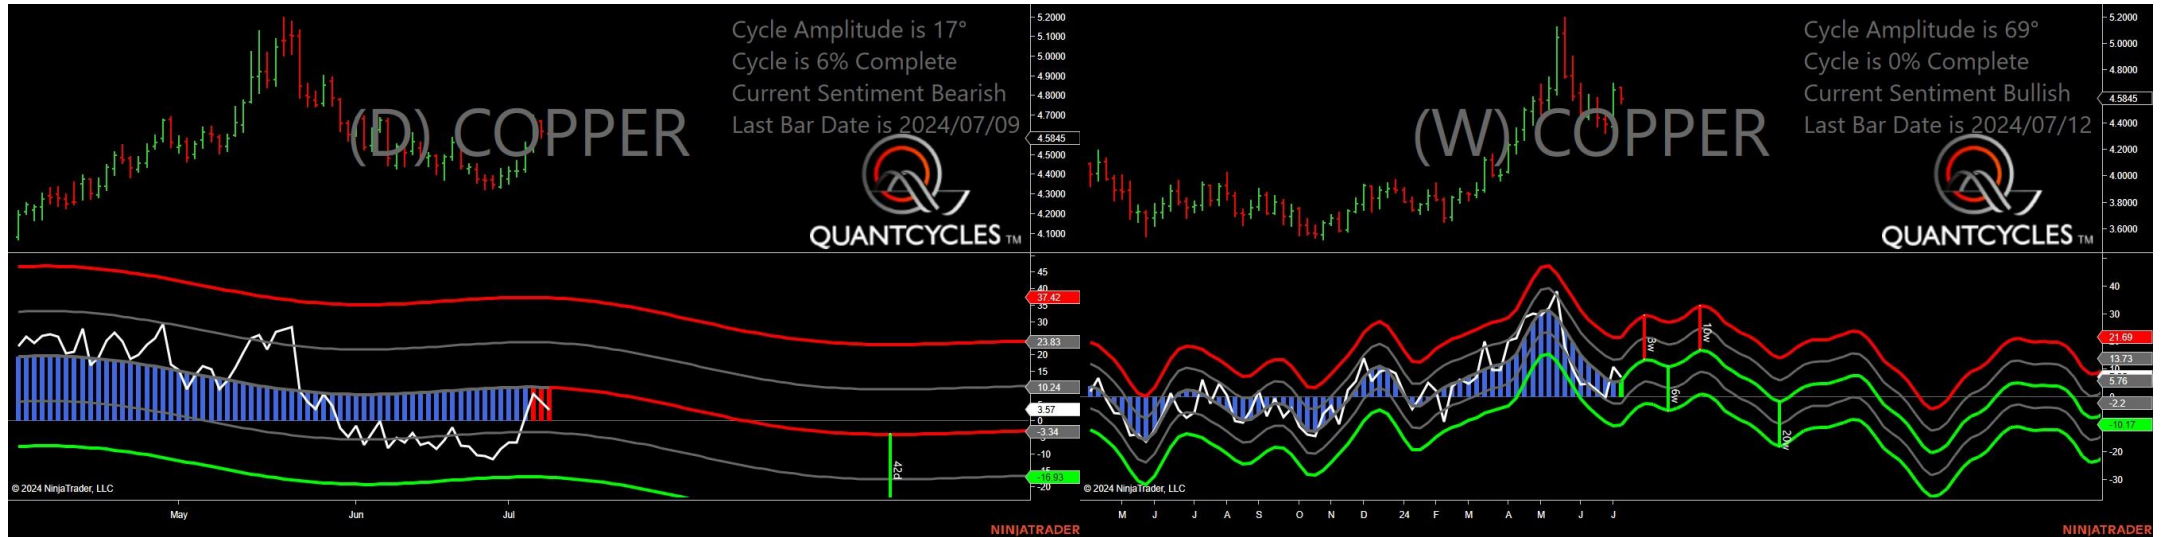 Cycle Amplitude is 17°
Cycle is 6% Complete
Current Sentiment Bearish
Last Bar Date is 2024/07/09
(D) COPPER
QUANTCYCLES TM
5.2000
5.1000
5.0000
4.9000
4.8000
4.7000
4.5845
4.5000
4.4000
4.3000
4.2000
4.1000
45
37.42
35
30
23.83
20
15
10.24
3.57
0
-3.34
-10
-16.93
-20
42d
© 2024 NinjaTrader, LLC
May Jun Jul
NINJATRADER
Cycle Amplitude is 69°
Cycle is 0% Complete
Current Sentiment Bullish
Last Bar Date is 2024/07/12
(W) COPPER
QUANTCYCLES TM
5.2000
5.0000
4.8000
4.5845
4.4000
4.2000
4.0000
3.8000
3.6000
40
30
21.69
13.73
5.76
-2.2
-10.17
-20
-30
3w
10w
6w
20w
© 2024 NinjaTrader, LLC
M J J A S O N D 24 F M A M J J
NINJATRADER